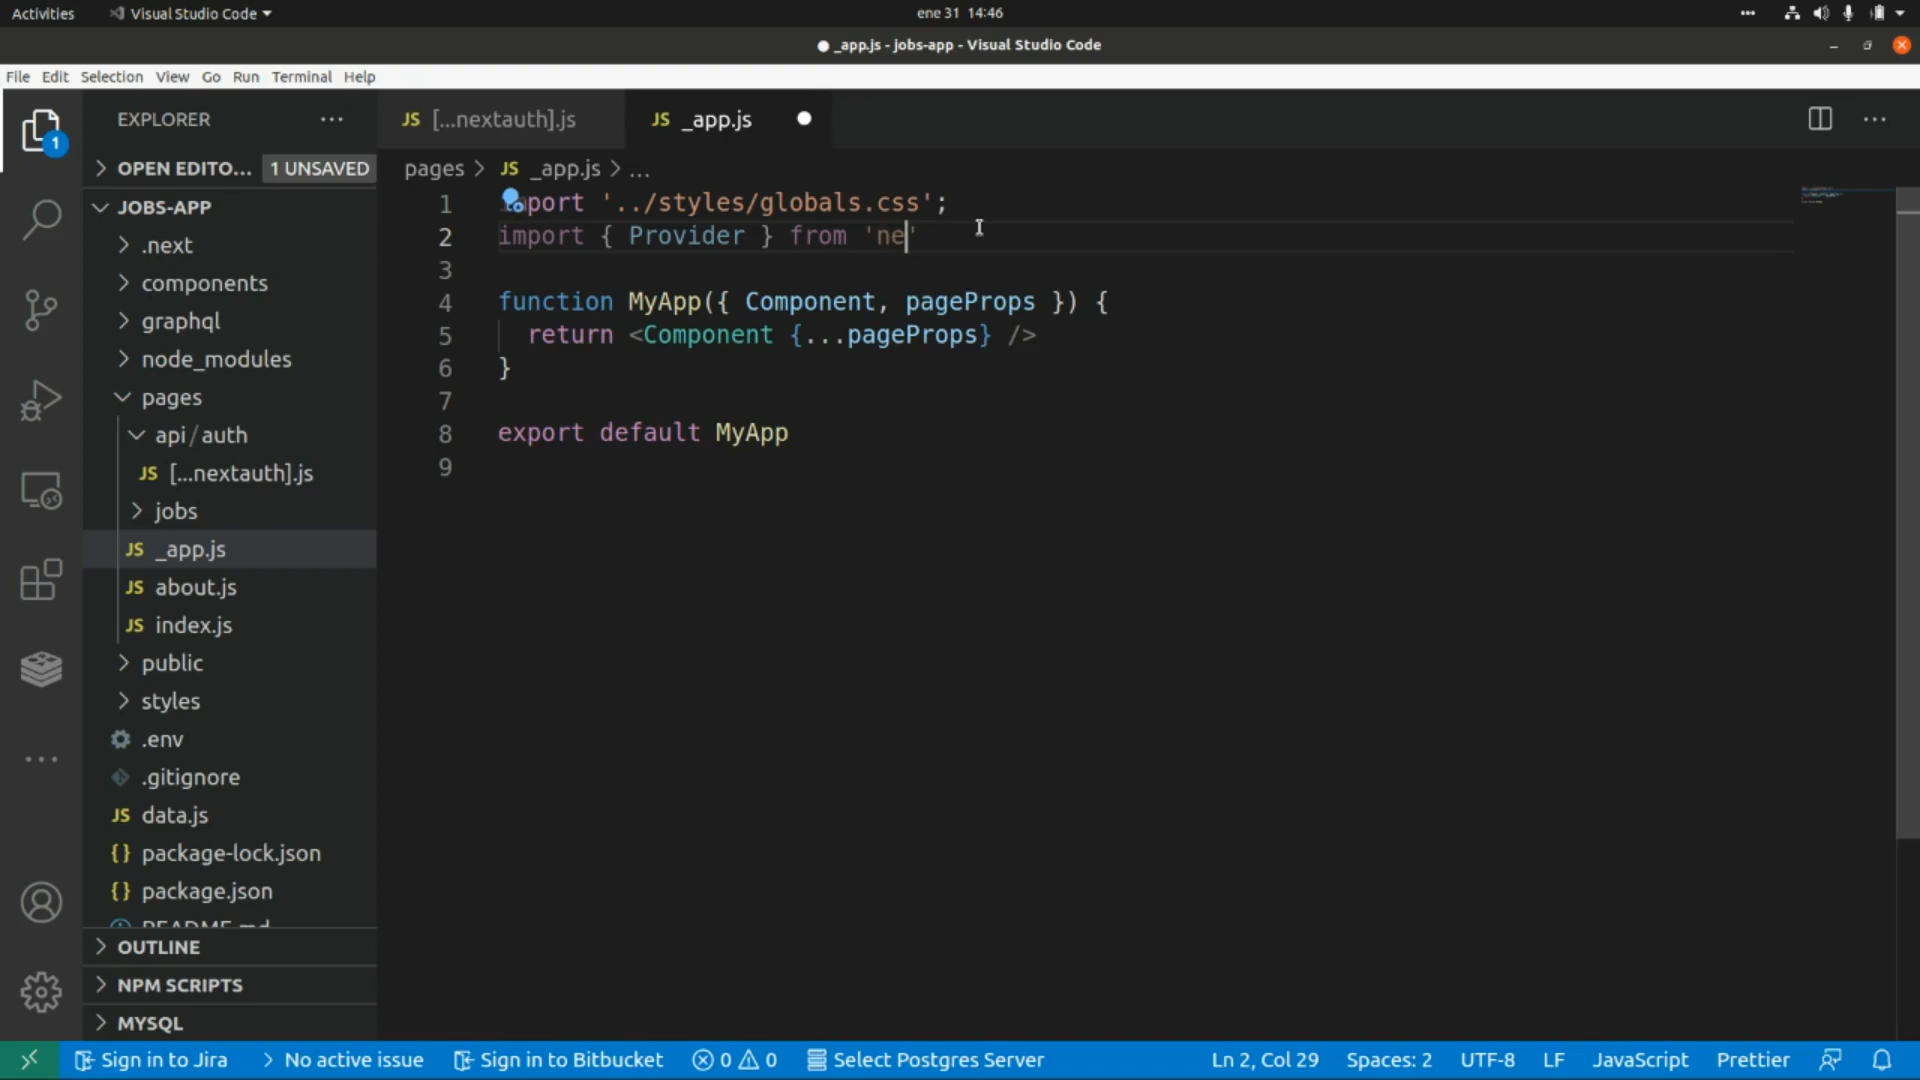 Activities
Visual Studio Code
ene 31 14:46
_app.js - jobs-app - Visual Studio Code
File Edit Selection View Go Run Terminal Help
EXPLORER
JS [...nextauth].js
JS _app.js
OPEN EDITO... 1 UNSAVED
pages > JS _app.js > ...
JOBS-APP
.next
components
graphql
node_modules
pages
api/auth
JS [...nextauth].js
jobs
JS _app.js
JS about.js
JS index.js
public
styles
.env
.gitignore
JS data.js
{} package-lock.json
{} package.json
README.md
OUTLINE
NPM SCRIPTS
MYSQL
1
1 port '../styles/globals.css';
2 import { Provider } from 'ne'
3
4 function MyApp({ Component, pageProps }) {
5 return <Component {...pageProps} />
6 }
7
8 export default MyApp
9
Sign in to Jira
No active issue
Sign in to Bitbucket
0
0
Select Postgres Server
Ln 2, Col 29
Spaces: 2
UTF-8
LF
JavaScript
Prettier